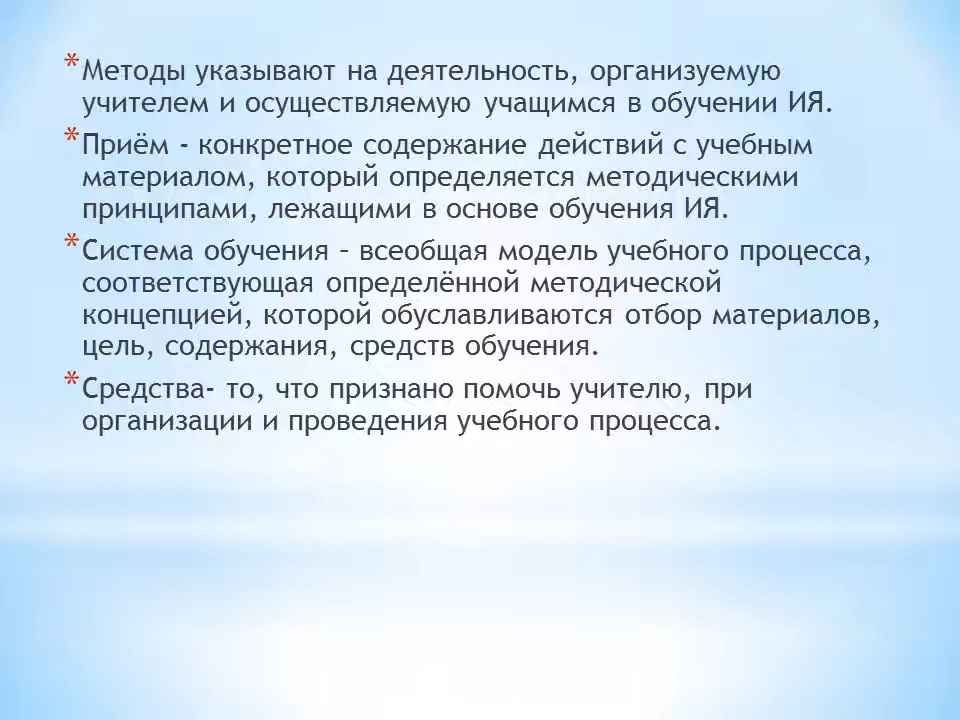 * Методы указывают на деятельность, организуемую
учителем и осуществляемую учащимся в обучении ИЯ.
* Приём - конкретное содержание действий с учебным
материалом, который определяется методическими
принципами, лежащими в основе обучения ИЯ.
* Система обучения – всеобщая модель учебного процесса,
соответствующая определённой методической
концепцией, которой обуславливаются отбор материалов,
цель, содержания, средств обучения.
* Средства- то, что признано помочь учителю, при
организации и проведения учебного процесса.